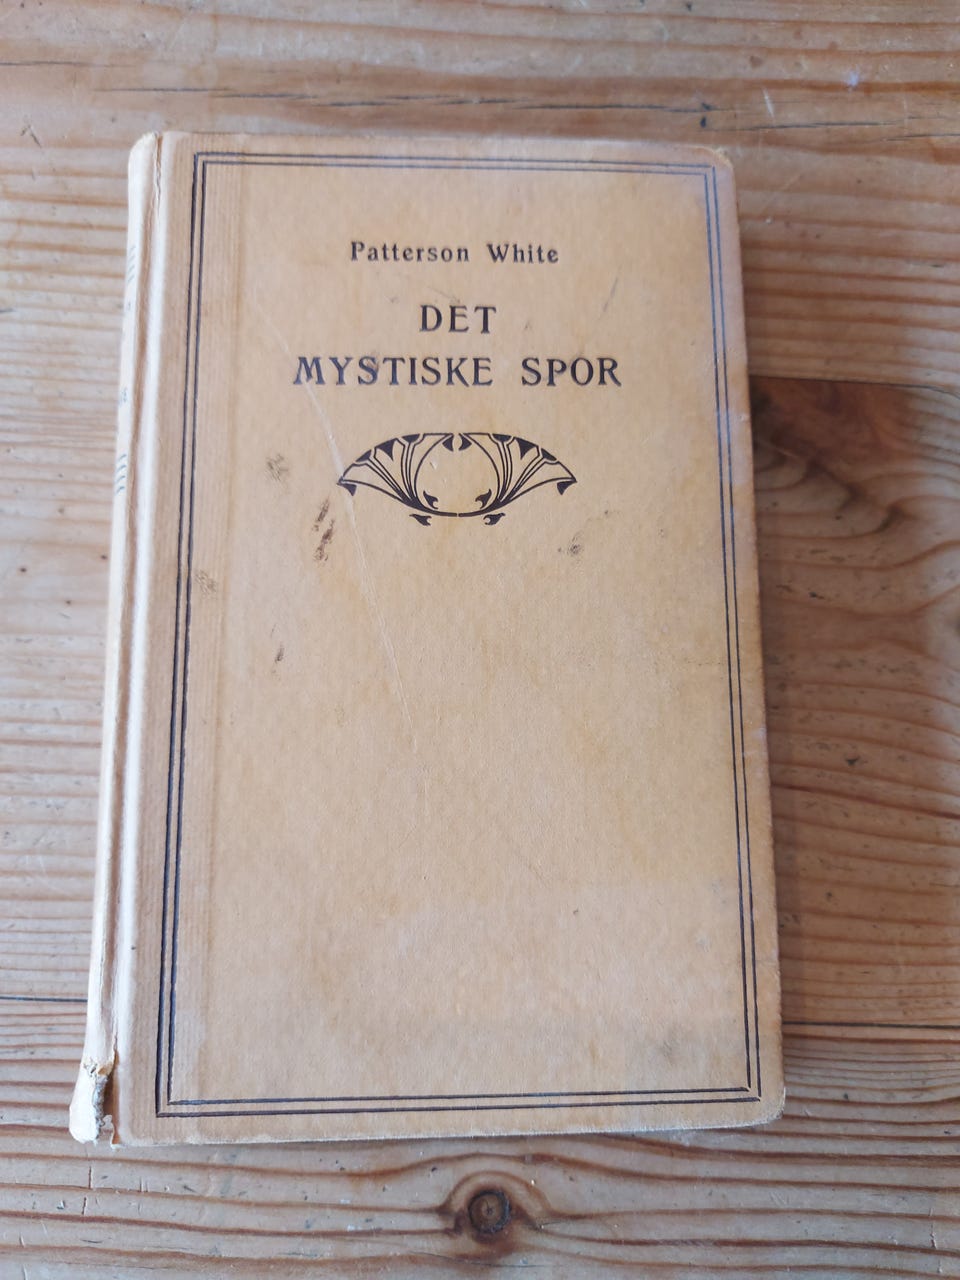 Patterson White
DET
MYSTISKE SPOR